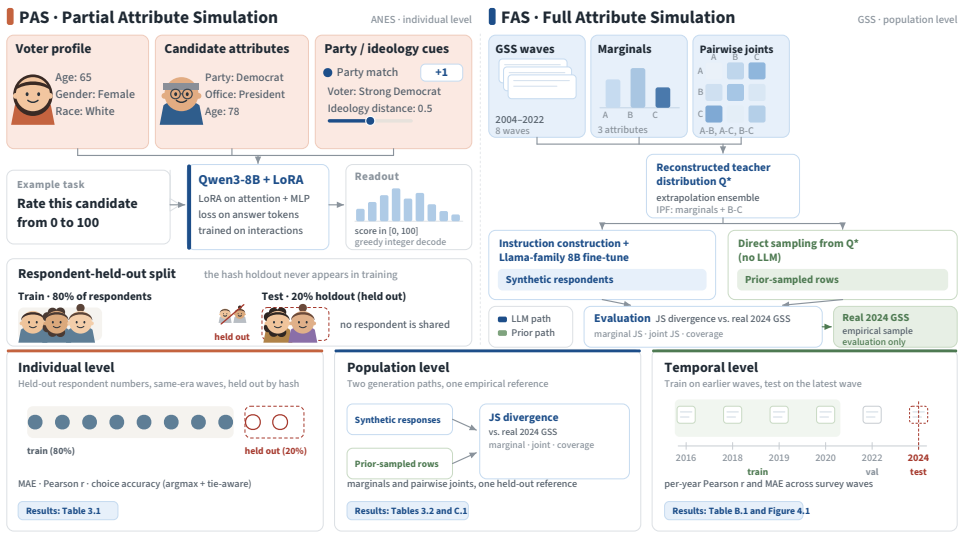 PAS · Partial Attribute Simulation
ANES · individual level
Voter profile
Age: 65
Gender: Female
Race: White
Candidate attributes
Party: Democrat
Office: President
Age: 78
Party / ideology cues
Party match
+1
Voter: Strong Democrat
Ideology distance: 0.5
Example task
Rate this candidate
from 0 to 100
Qwen3-8B + LoRA
LoRA on attention + MLP
loss on answer tokens
trained on interactions
Readout
score in [0, 100]
greedy integer decode
Respondent-held-out split
the hash holdout never appears in training
Train · 80% of respondents
held out
Test · 20% holdout (held out)
no respondent is shared
FAS · Full Attribute Simulation
GSS · population level
GSS waves
2004–2022
8 waves
Marginals
A B C
3 attributes
Pairwise joints
A B C
A
B
C
A-B, A-C, B-C
Reconstructed teacher
distribution Q*
extrapolation ensemble
IPF: marginals + B-C
Instruction construction +
Llama-family 8B fine-tune
Synthetic respondents
Direct sampling from Q*
(no LLM)
Prior-sampled rows
LLM path
Prior path
Evaluation JS divergence vs. real 2024 GSS
marginal JS · joint JS · coverage
Real 2024 GSS
empirical sample
evaluation only
Individual level
Held-out respondent numbers, same-era waves, held out by hash
train (80%)
held out (20%)
MAE · Pearson r · choice accuracy (argmax + tie-aware)
Results: Table 3.1
Population level
Two generation paths, one empirical reference
Synthetic responses
Prior-sampled rows
JS divergence
vs. real 2024 GSS
marginal · joint · coverage
marginals and pairwise joints, one held-out reference
Results: Tables 3.2 and C.1
Temporal level
Train on earlier waves, test on the latest wave
2016 2018 2019 2020 2022 2024
train val test
per-year Pearson r and MAE across survey waves
Results: Table B.1 and Figure 4.1